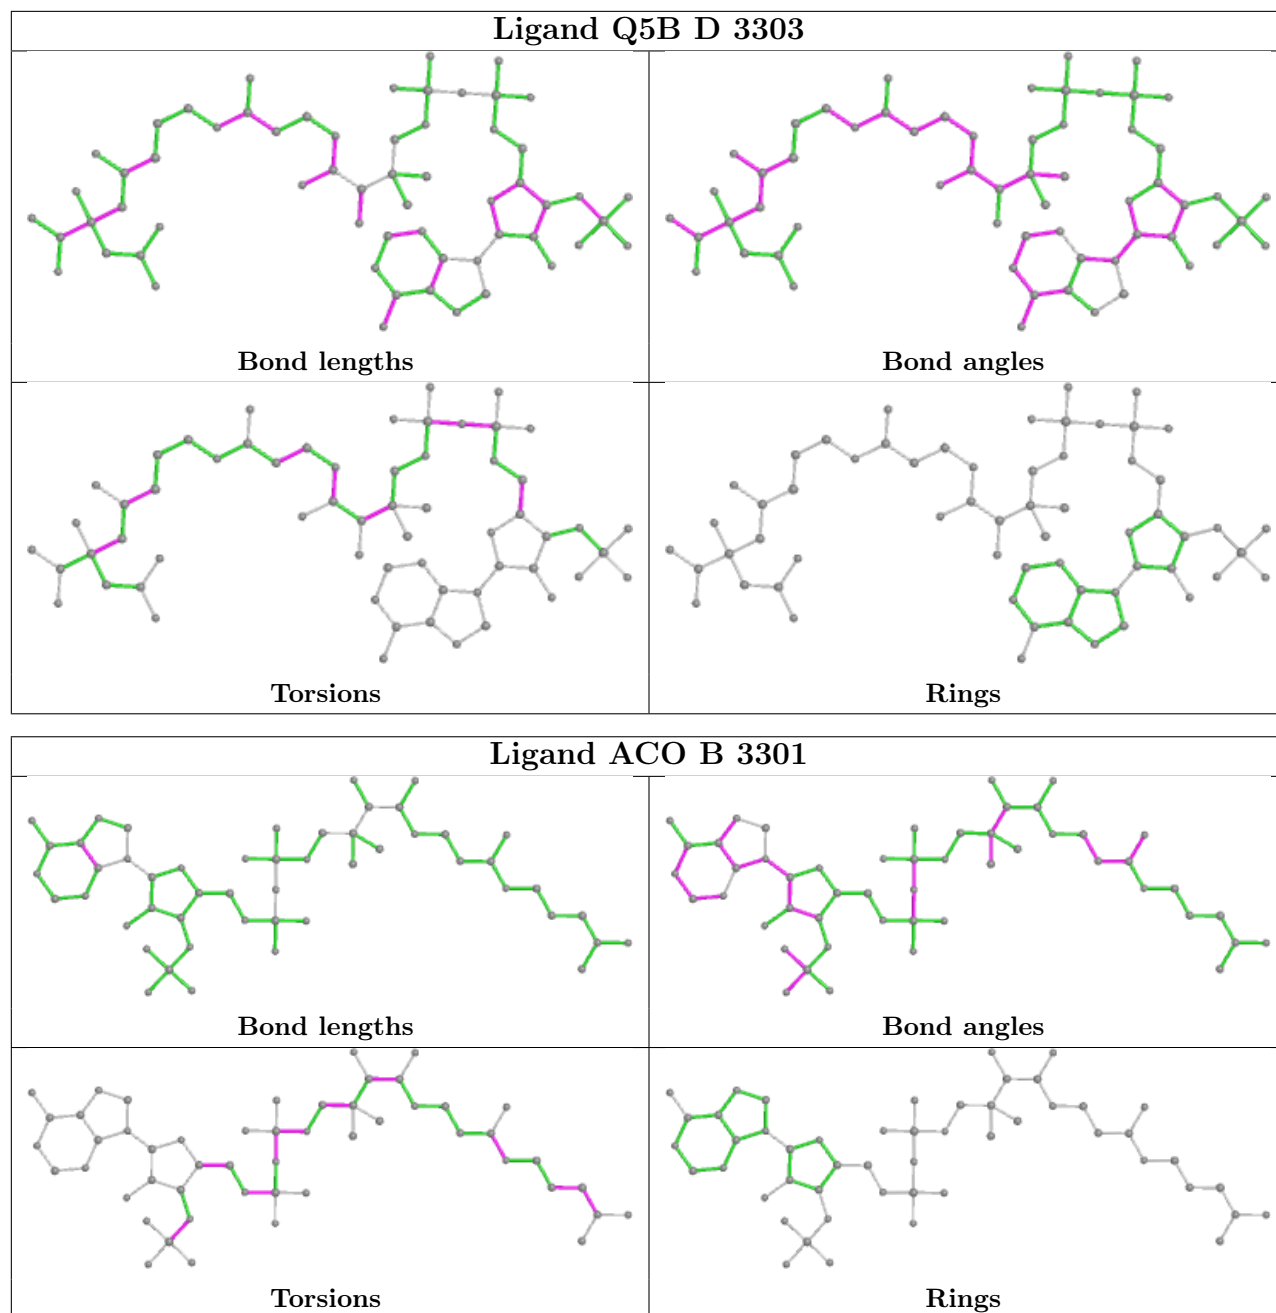 Ligand Q5B D 3303
Bond lengths
Bond angles
Torsions
Rings
Ligand ACO B 3301
Bond lengths
Bond angles
Torsions
Rings